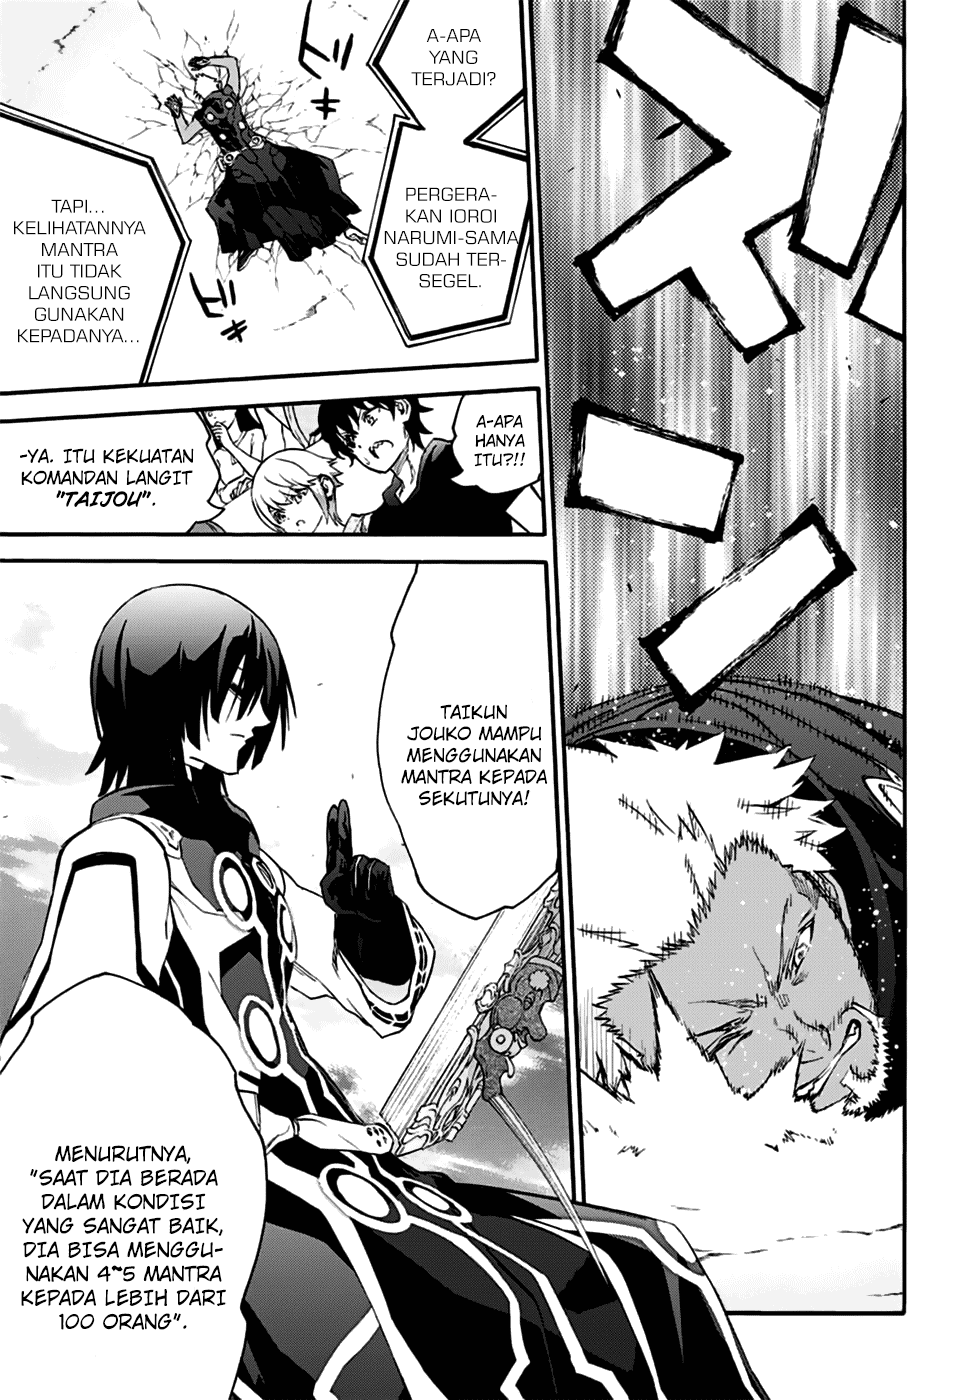 A-APA
YANG
TERJADI?
PERGERA-
KAN IOROI
NARUMI-SAMA
SUDAH TER-
SEGEL.
TAPI...
KELIHATANNYA
MANTRA
ITU TIDAK
LANGSUNG
GUNAKAN
KEPADANYA...
A-APA
HANYA
ITU?!!
-YA. ITU KEKUATAN
KOMANDAN LANGIT
"TAIJOU".
TAIKUN
JOUKO MAMPU
MENGGUNAKAN
MANTRA KEPADA
SEKUTUNYA!
MENURUTNYA,
"SAAT DIA BERADA
DALAM KONDISI
YANG SANGAT BAIK,
DIA BISA MENGGU-
NAKAN 4~5 MANTRA
KEPADA LEBIH DARI
100 ORANG".